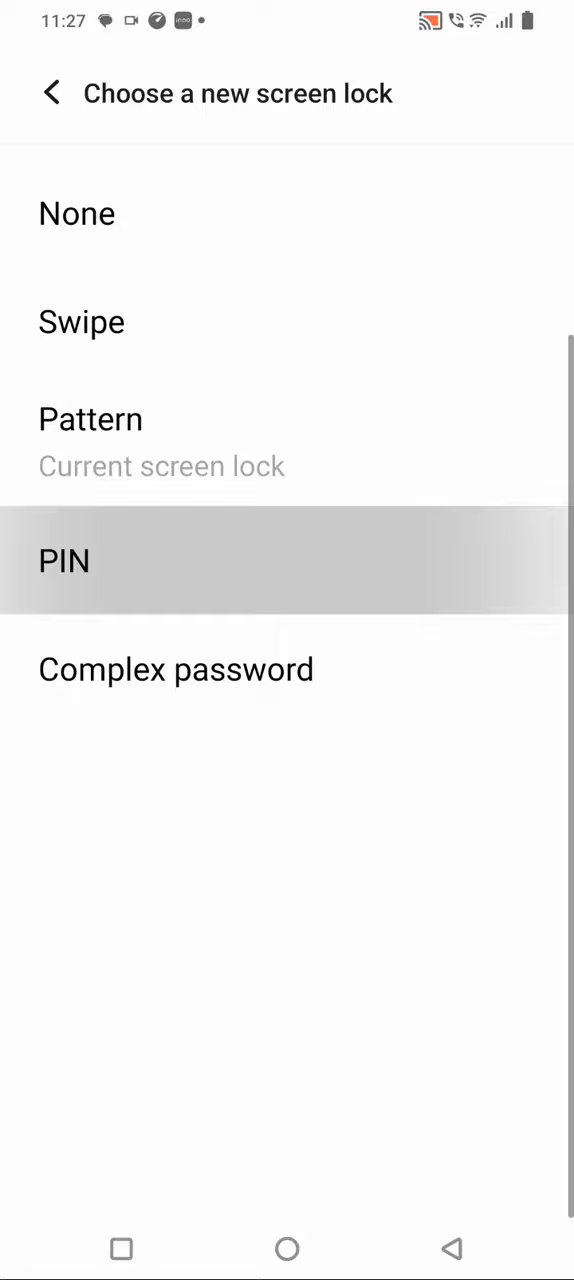 11:27
Choose a new screen lock
None
Swipe
Pattern
Current screen lock
PIN
Complex password